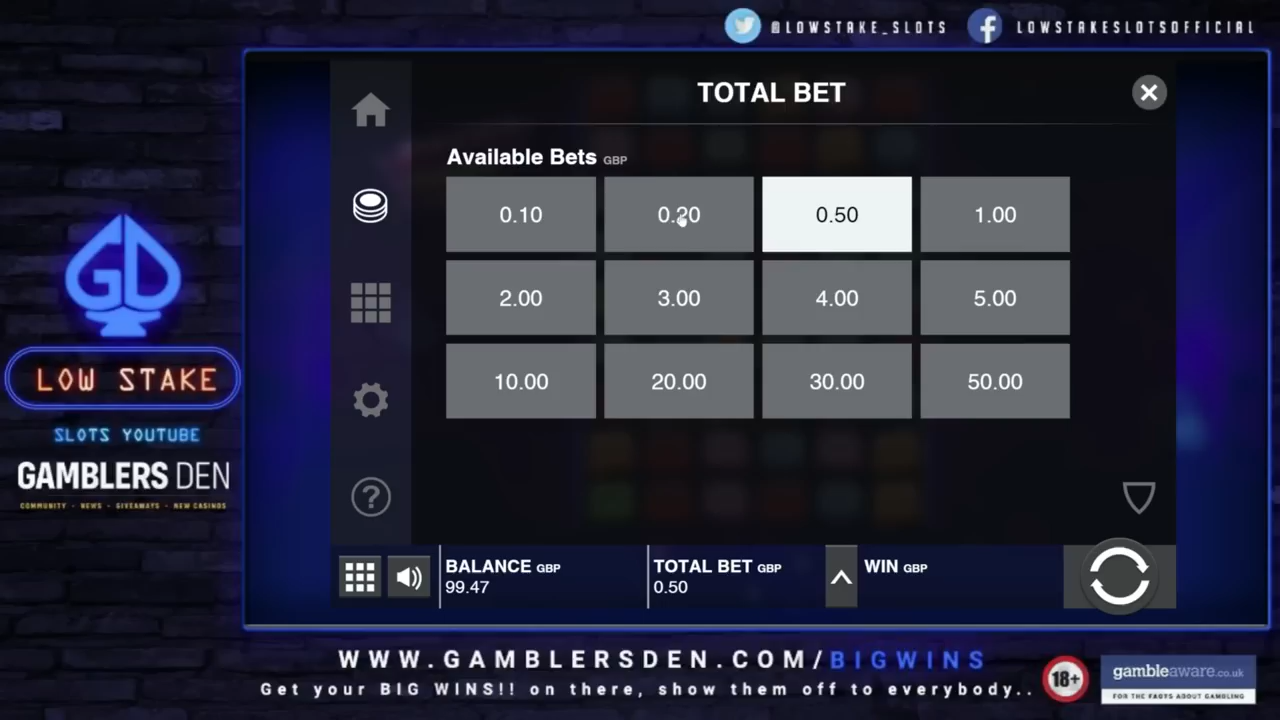 @LOWSTAKE_SLOTS LOWSTAKESLOTSOFFICIAL
TOTAL BET
Available Bets GBP
0.10 0.20 0.50 1.00
2.00 3.00 4.00 5.00
10.00 20.00 30.00 50.00
GD
LOW STAKE
SLOTS YOUTUBE
GAMBLERS DEN
COMMUNITY - NEWS - GIVEAWAYS - NEW CASINOS
?
BALANCE GBP
99.47
TOTAL BET GBP
0.50
WIN GBP
WWW.GAMBLERSDEN.COM/BIGWINS
Get your BIG WINS!! on there, show them off to everybody..
18+
gambleaware.co.uk
FOR THE FACTS ABOUT GAMBLING